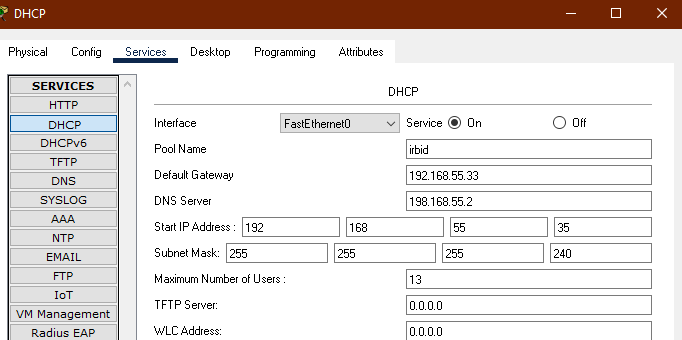 DHCP
Physical Config Services Desktop Programming Attributes
SERVICES
HTTP
DHCP
DHCPv6
TFTP
DNS
SYSLOG
AAA
NTP
EMAIL
FTP
IoT
VM Management
Radius EAP
DHCP
Interface FastEthernet0 Service On Off
Pool Name irbid
Default Gateway 192.168.55.33
DNS Server 198.168.55.2
Start IP Address : 192 168 55 35
Subnet Mask: 255 255 255 240
Maximum Number of Users : 13
TFTP Server: 0.0.0.0
WLC Address: 0.0.0.0